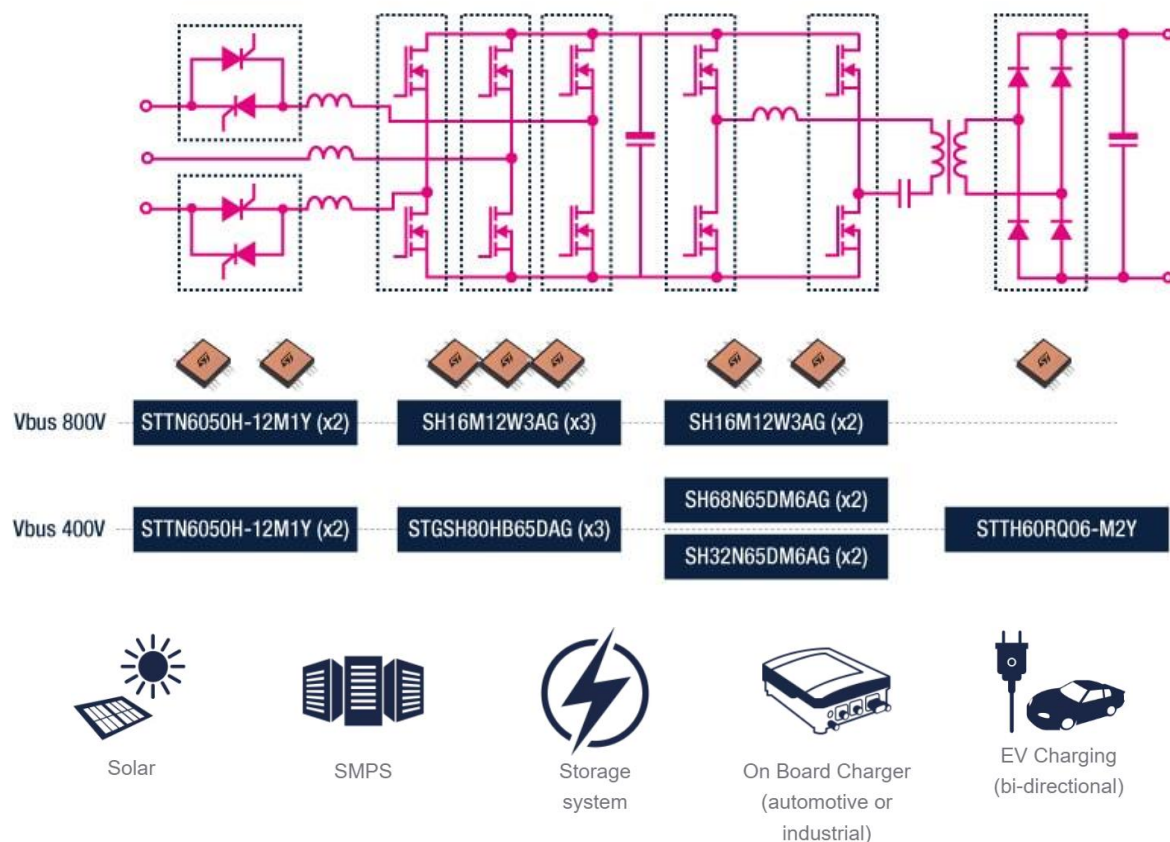 Vbus 800V
STTN6050H-12M1Y (x2)
SH16M12W3AG (x3)
SH16M12W3AG (x2)
Vbus 400V
STTN6050H-12M1Y (x2)
STGSH80HB65DAG (x3)
SH68N65DM6AG (x2)
SH32N65DM6AG (x2)
STTH60RQ06-M2Y
Solar
SMPS
Storage
system
On Board Charger
(automotive or
industrial)
EV Charging
(bi-directional)